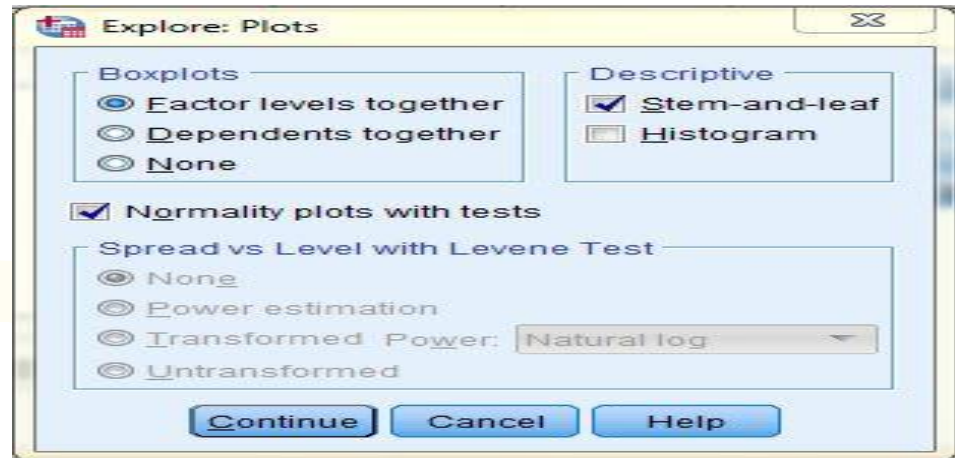 Explore: Plots
Boxplots
Factor levels together
Dependents together
None
Descriptive
Stem-and-leaf
Histogram
Normality plots with tests
Spread vs Level with Levene Test
None
Power estimation
Transformed Power: Natural log
Untransformed
Continue Cancel Help